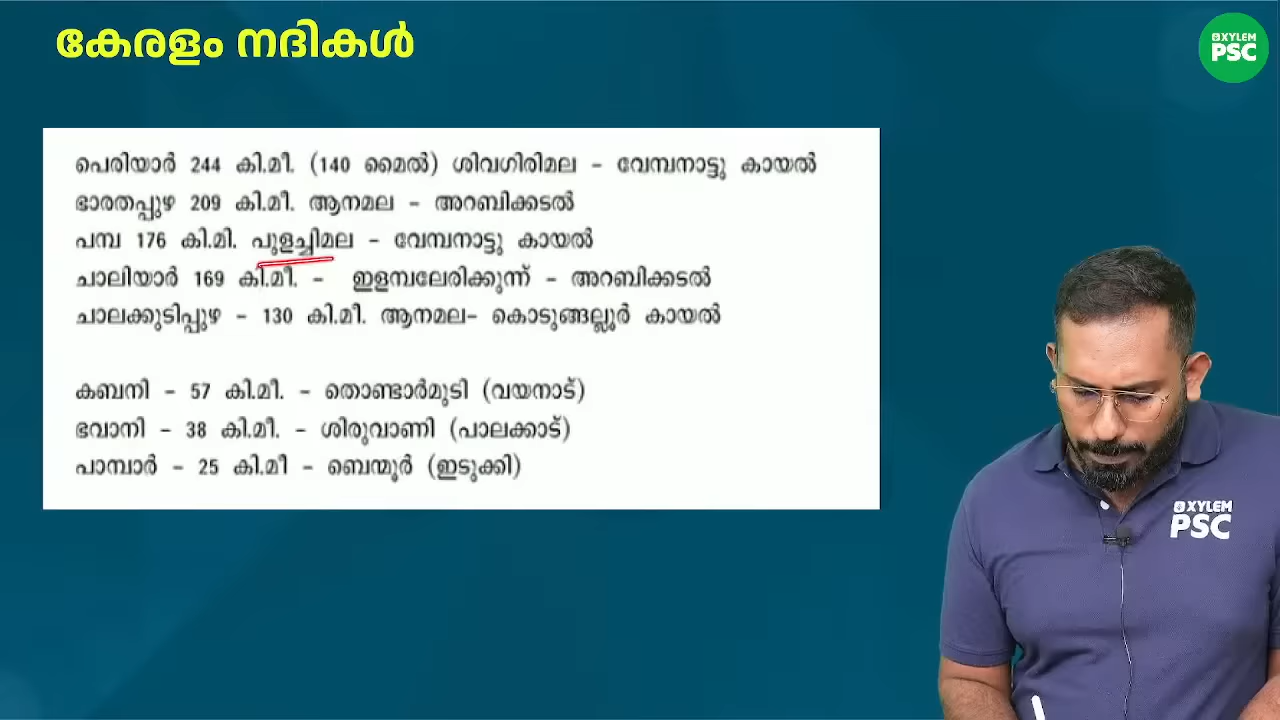 കേരളം നദികൾ
XYLEM
PSC
പെരിയാർ 244 കി.മീ. (140 മൈൽ) ശിവഗിരിമല – വേമ്പനാട്ടു കായൽ
ഭാരതപ്പുഴ 209 കി.മീ. ആനമല – അറബിക്കടൽ
പമ്പ 176 കി.മി. പുളച്ചിമല – വേമ്പനാട്ടു കായൽ
ചാലിയാർ 169 കി.മീ. – ഇളമ്പലേരിക്കുന്ന് – അറബിക്കടൽ
ചാലക്കുടിപ്പുഴ – 130 കി.മീ. ആനമല– കൊടുങ്ങല്ലൂർ കായൽ
കബനി – 57 കി.മീ. – തൊണ്ടാർമുടി (വയനാട്)
ഭവാനി – 38 കി.മീ. – ശിരുവാണി (പാലക്കാട്)
പാമ്പാർ – 25 കി.മീ – ബെന്മൂർ (ഇടുക്കി)
XYLEM
PSC